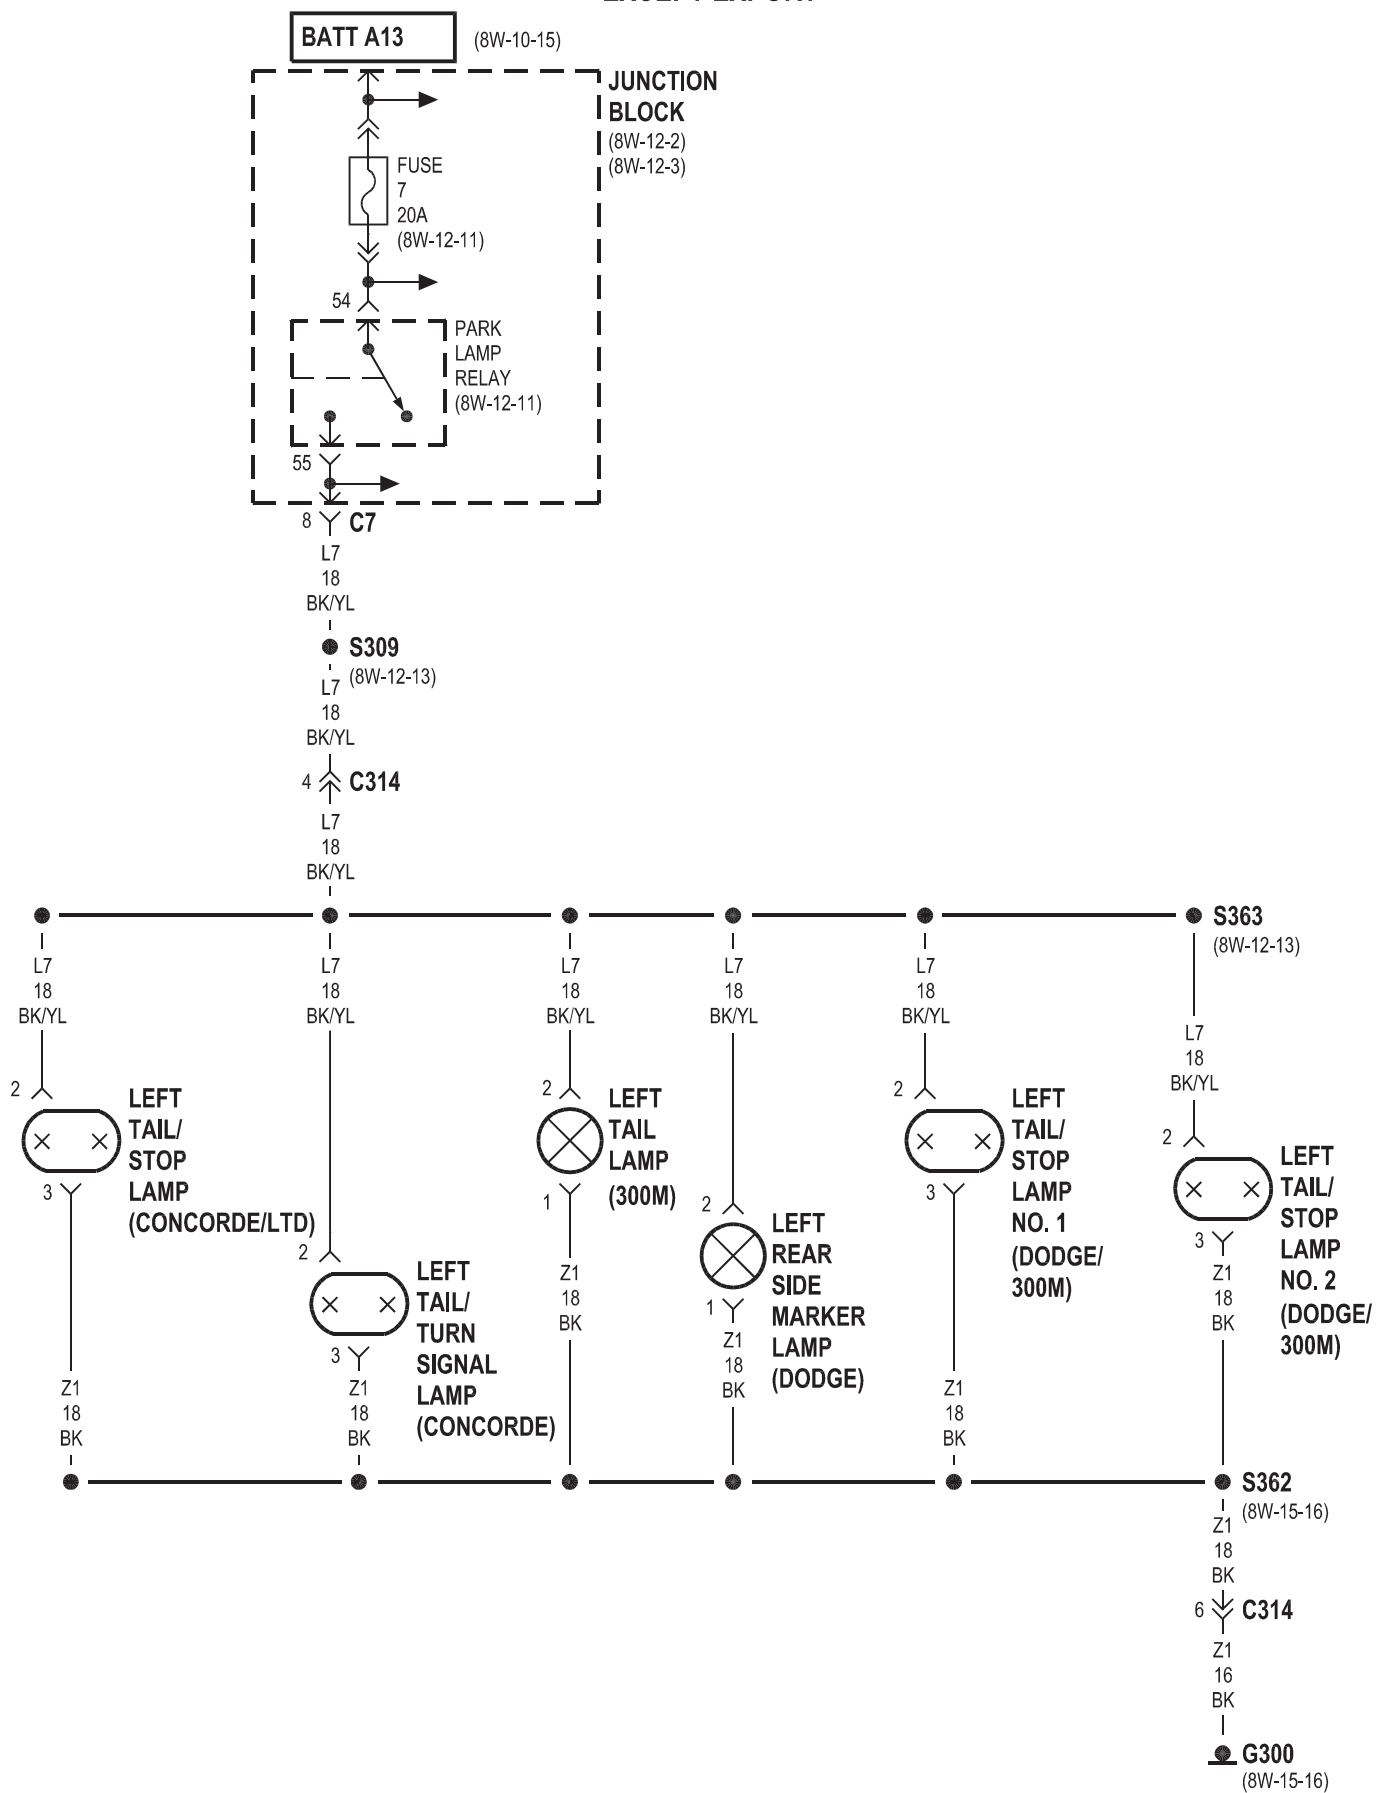 BATT A13
(8W-10-15)
JUNCTION
BLOCK
(8W-12-2)
(8W-12-3)
FUSE
7
20A
(8W-12-11)
54
PARK
LAMP
RELAY
(8W-12-11)
55
8
C7
L7
18
BK/YL
S309
(8W-12-13)
L7
18
BK/YL
4
C314
L7
18
BK/YL
S363
(8W-12-13)
L7
18
BK/YL
2
LEFT
TAIL/
STOP
LAMP
(CONCORDE/LTD)
3
Z1
18
BK
L7
18
BK/YL
2
LEFT
TAIL/
TURN
SIGNAL
LAMP
(CONCORDE)
3
Z1
18
BK
L7
18
BK/YL
2
LEFT
TAIL
LAMP
(300M)
1
Z1
18
BK
L7
18
BK/YL
2
LEFT
REAR
SIDE
MARKER
LAMP
(DODGE)
1
Z1
18
BK
L7
18
BK/YL
2
LEFT
TAIL/
STOP
LAMP
NO. 1
(DODGE/
300M)
3
Z1
18
BK
L7
18
BK/YL
2
LEFT
TAIL/
STOP
LAMP
NO. 2
(DODGE/
300M)
3
Z1
18
BK
S362
(8W-15-16)
Z1
18
BK
6
C314
Z1
16
BK
G300
(8W-15-16)